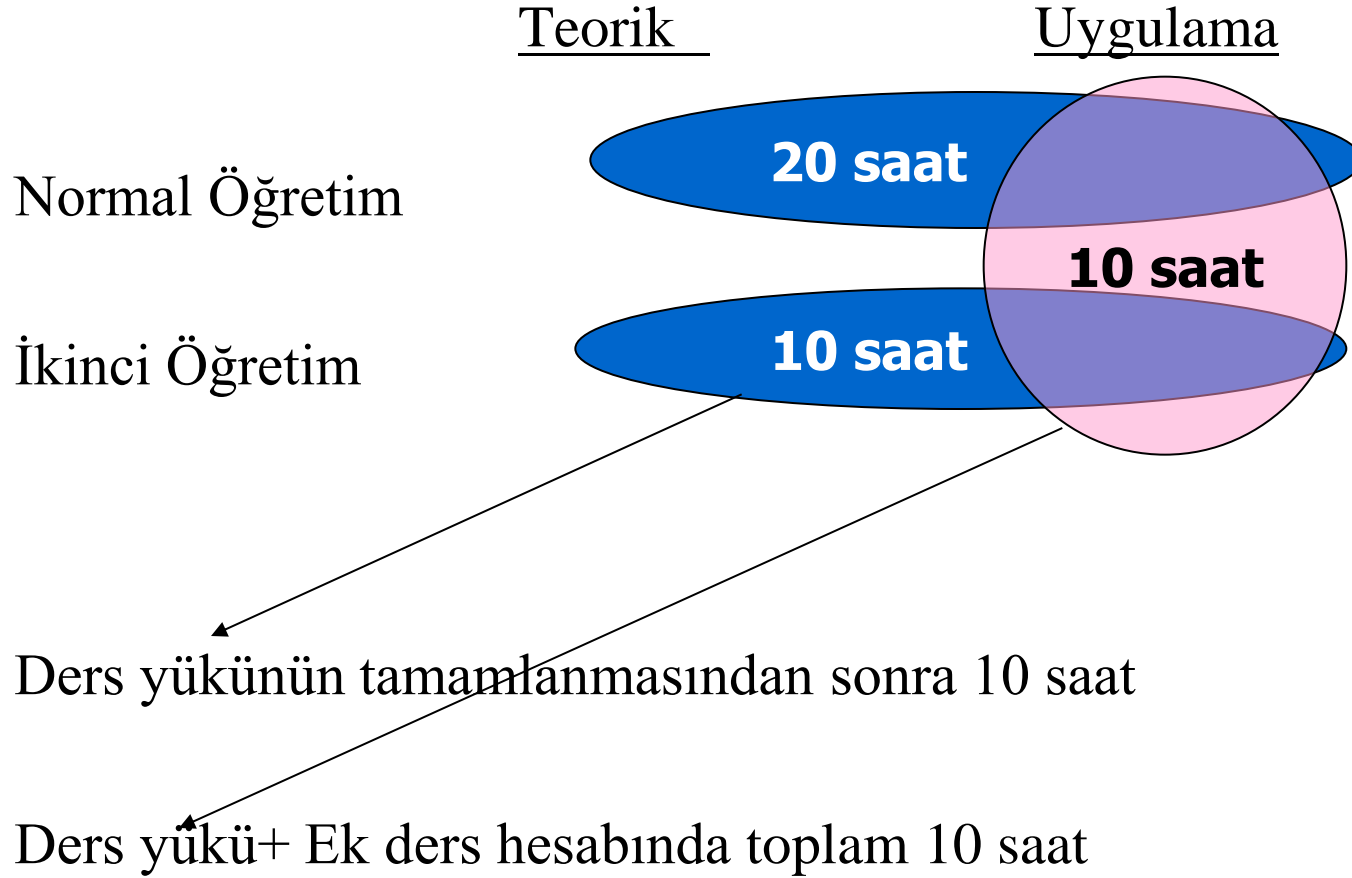 Teorik Uygulama
20 saat
Normal Öğretim
10 saat
10 saat
İkinci Öğretim
Ders yükünün tamamlanmasından sonra 10 saat
Ders yükü+ Ek ders hesabında toplam 10 saat